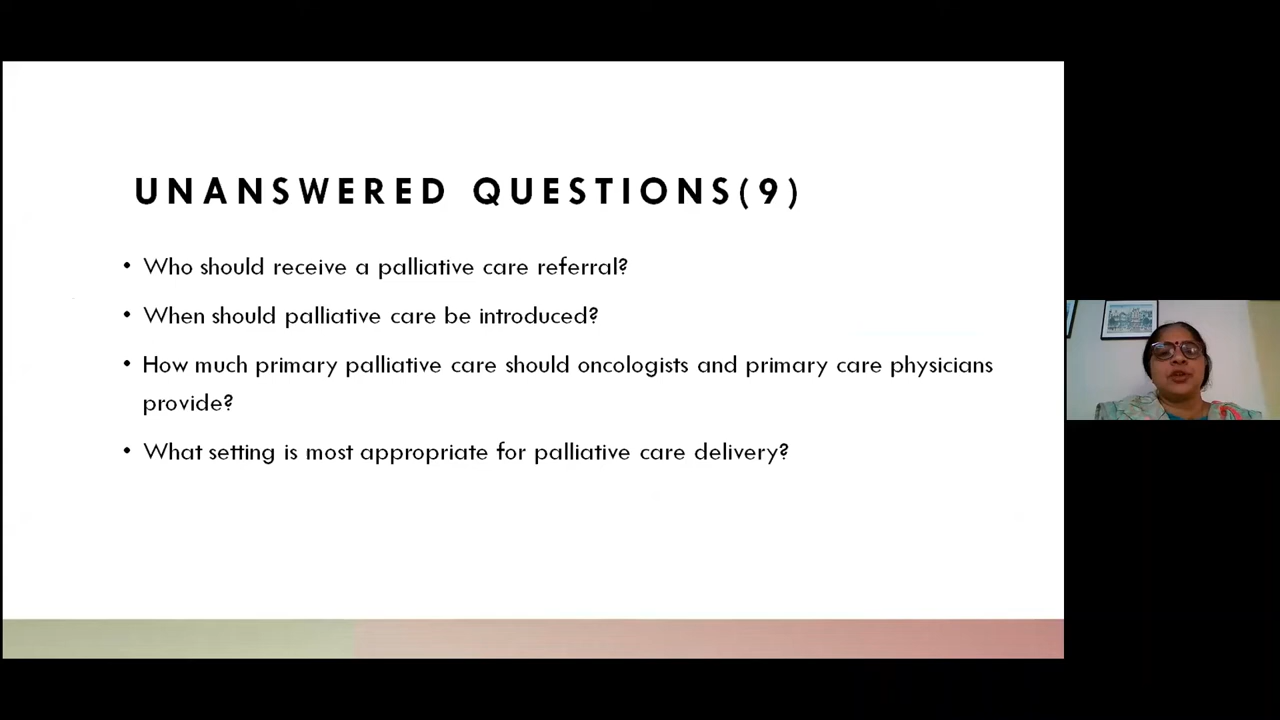 UNANSWERED QUESTIONS(9)
• Who should receive a palliative care referral?
• When should palliative care be introduced?
• How much primary palliative care should oncologists and primary care physicians
provide?
• What setting is most appropriate for palliative care delivery?